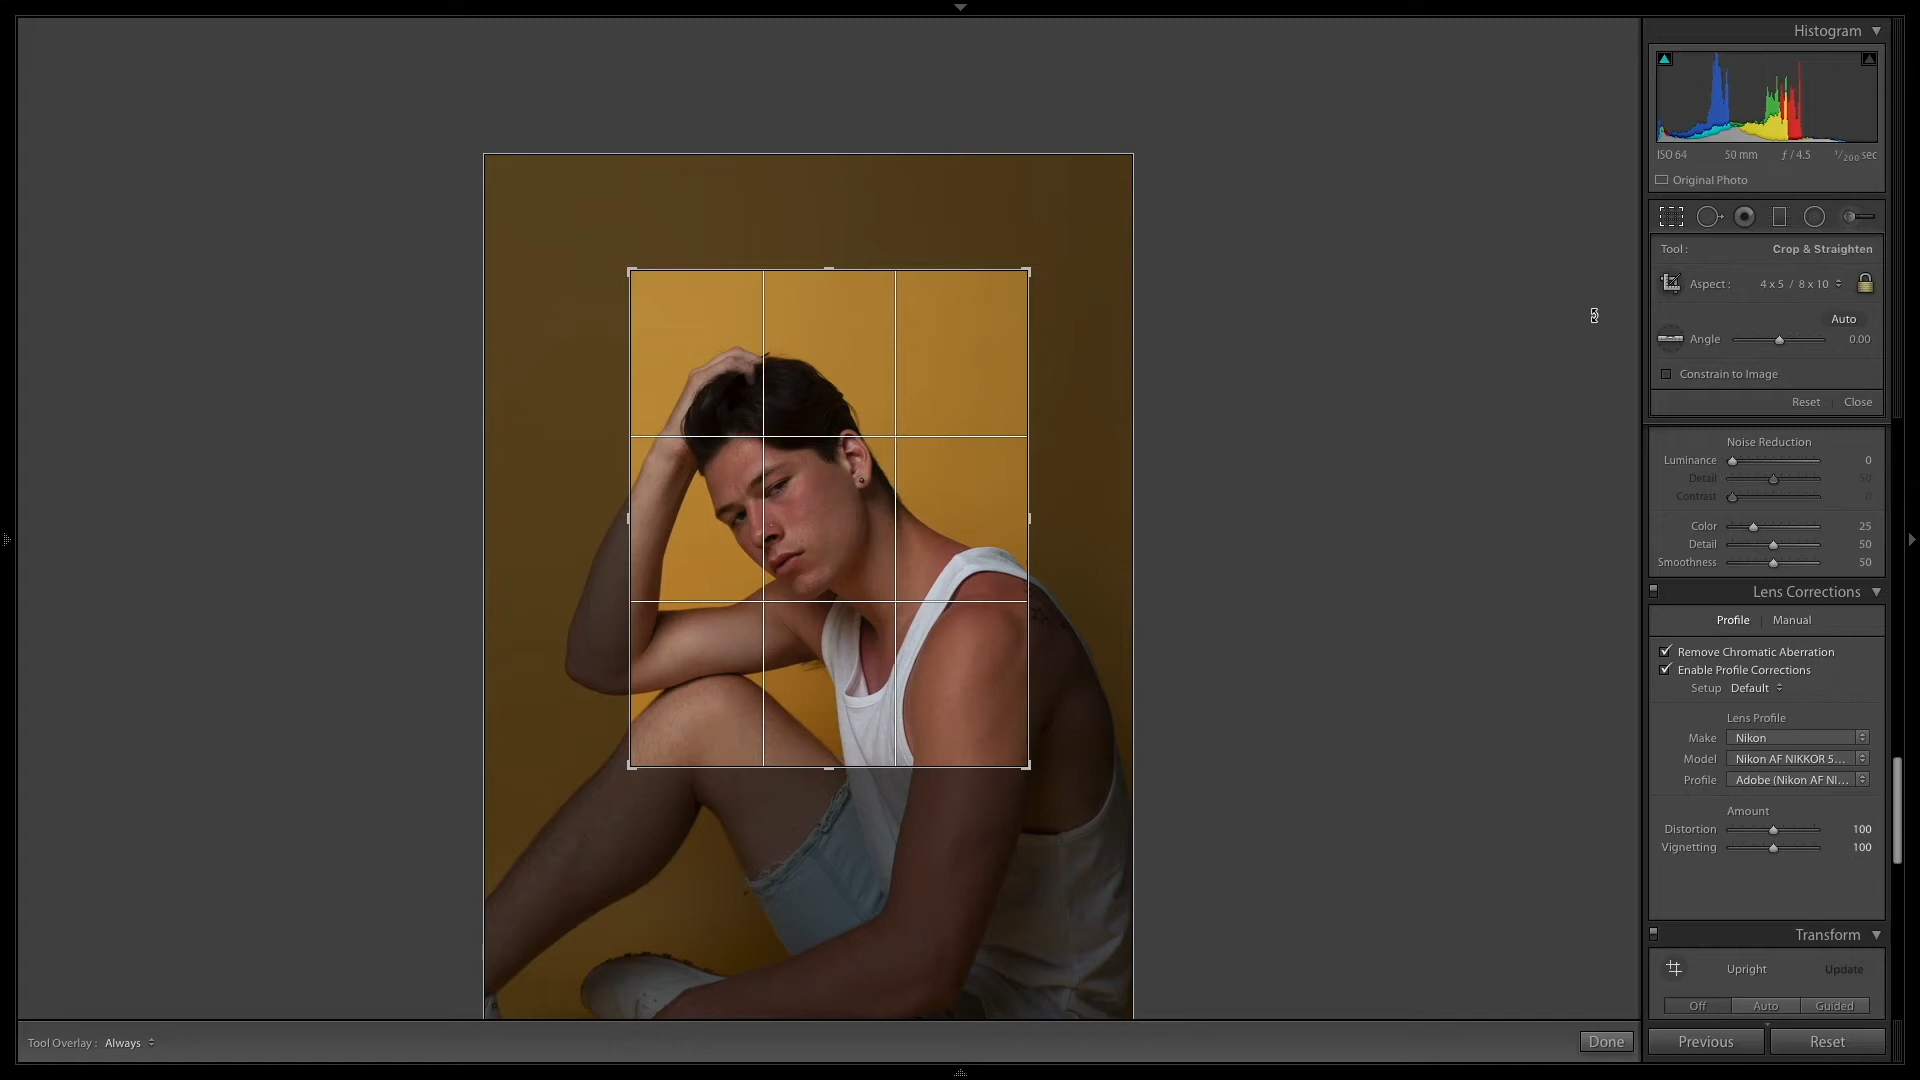 Histogram
ISO 64 50 mm ƒ / 4.5 1/200 sec
Original Photo
Tool : Crop & Straighten
Aspect : 4 x 5 / 8 x 10
Auto
Angle 0.00
Constrain to Image
Reset Close
Noise Reduction
Luminance 0
Detail 50
Contrast 0
Color 25
Detail 50
Smoothness 50
Lens Corrections
Profile Manual
Remove Chromatic Aberration
Enable Profile Corrections
Setup Default
Lens Profile
Make Nikon
Model Nikon AF NIKKOR 5...
Profile Adobe (Nikon AF NI...
Amount
Distortion 100
Vignetting 100
Transform
Upright Update
Off Auto Guided
Tool Overlay : Always Done
Previous Reset